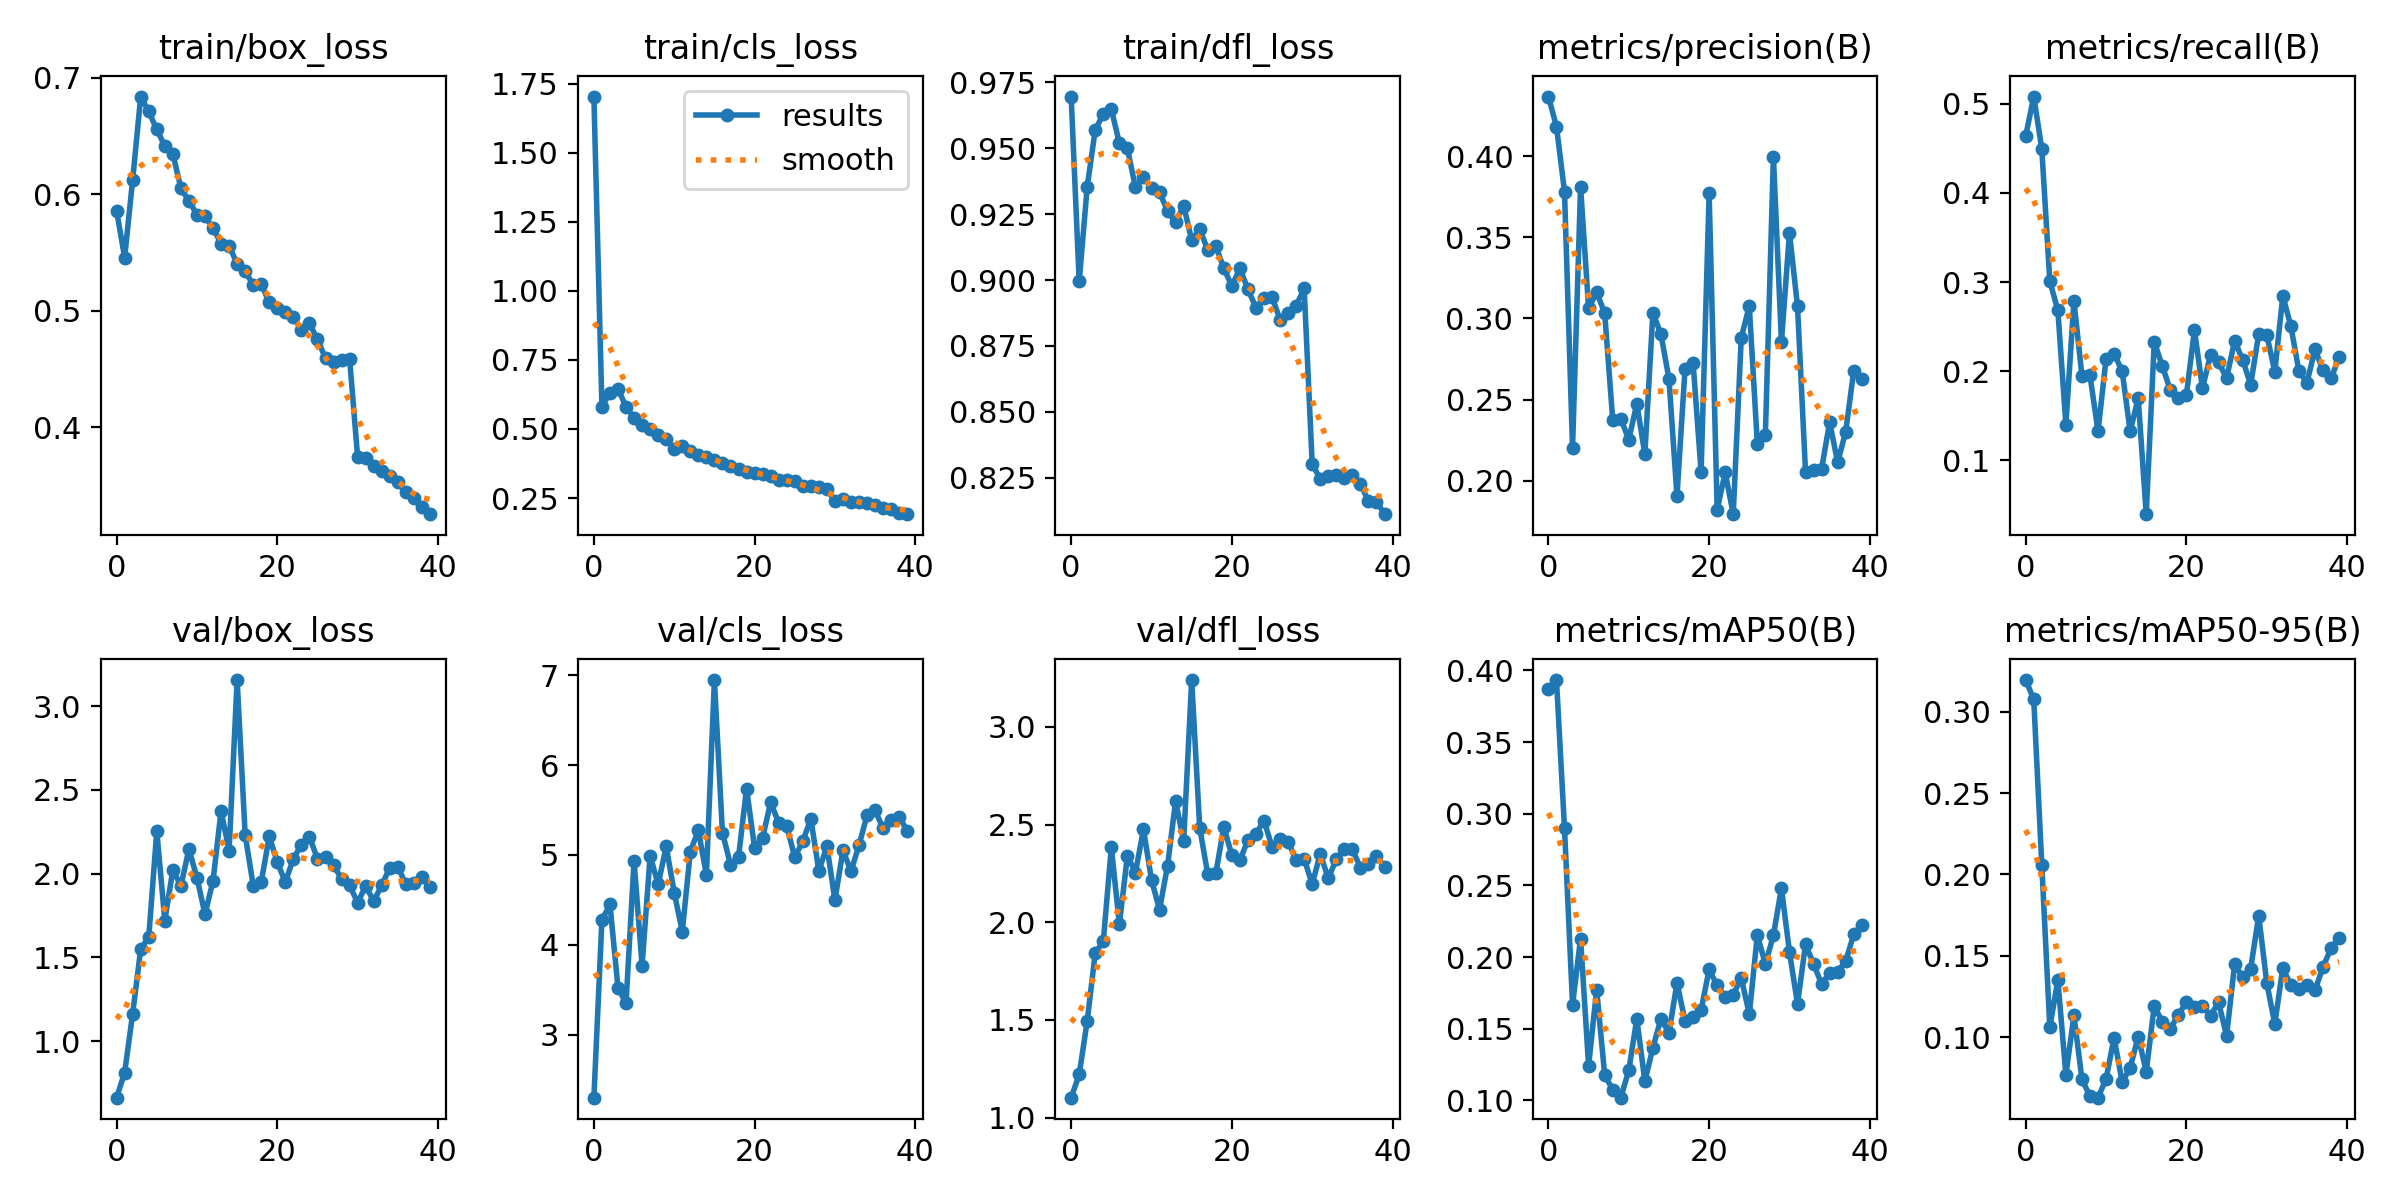 train/box_loss
0.7
0.6
0.5
0.4
0 20 40
train/cls_loss
1.75
1.50
1.25
1.00
0.75
0.50
0.25
results
smooth
0 20 40
train/dfl_loss
0.975
0.950
0.925
0.900
0.875
0.850
0.825
0 20 40
metrics/precision(B)
0.40
0.35
0.30
0.25
0.20
0 20 40
metrics/recall(B)
0.5
0.4
0.3
0.2
0.1
0 20 40
val/box_loss
3.0
2.5
2.0
1.5
1.0
0 20 40
val/cls_loss
7
6
5
4
3
0 20 40
val/dfl_loss
3.0
2.5
2.0
1.5
1.0
0 20 40
metrics/mAP50(B)
0.40
0.35
0.30
0.25
0.20
0.15
0.10
0 20 40
metrics/mAP50-95(B)
0.30
0.25
0.20
0.15
0.10
0 20 40